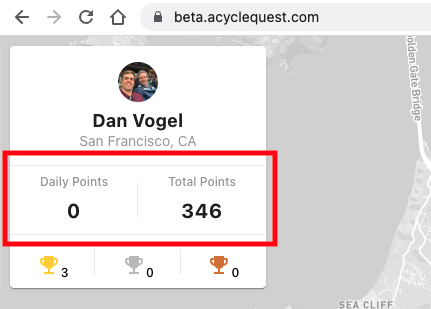 beta.acyclequest.com
Golden Gate Bridge
Dan Vogel
San Francisco, CA
Daily Points Total Points
0 346
3 0 0
SEA CLIFF